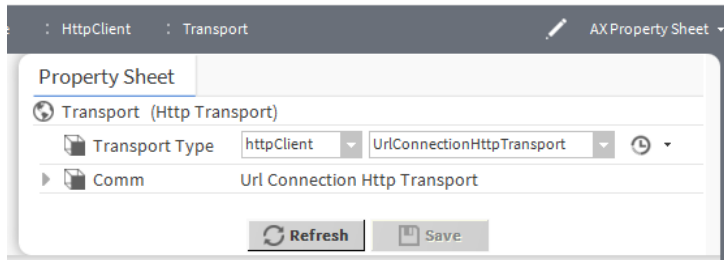 : HttpClient : Transport AX Property Sheet
Property Sheet
Transport (Http Transport)
Transport Type httpClient UrlConnectionHttpTransport
Comm Url Connection Http Transport
Refresh Save